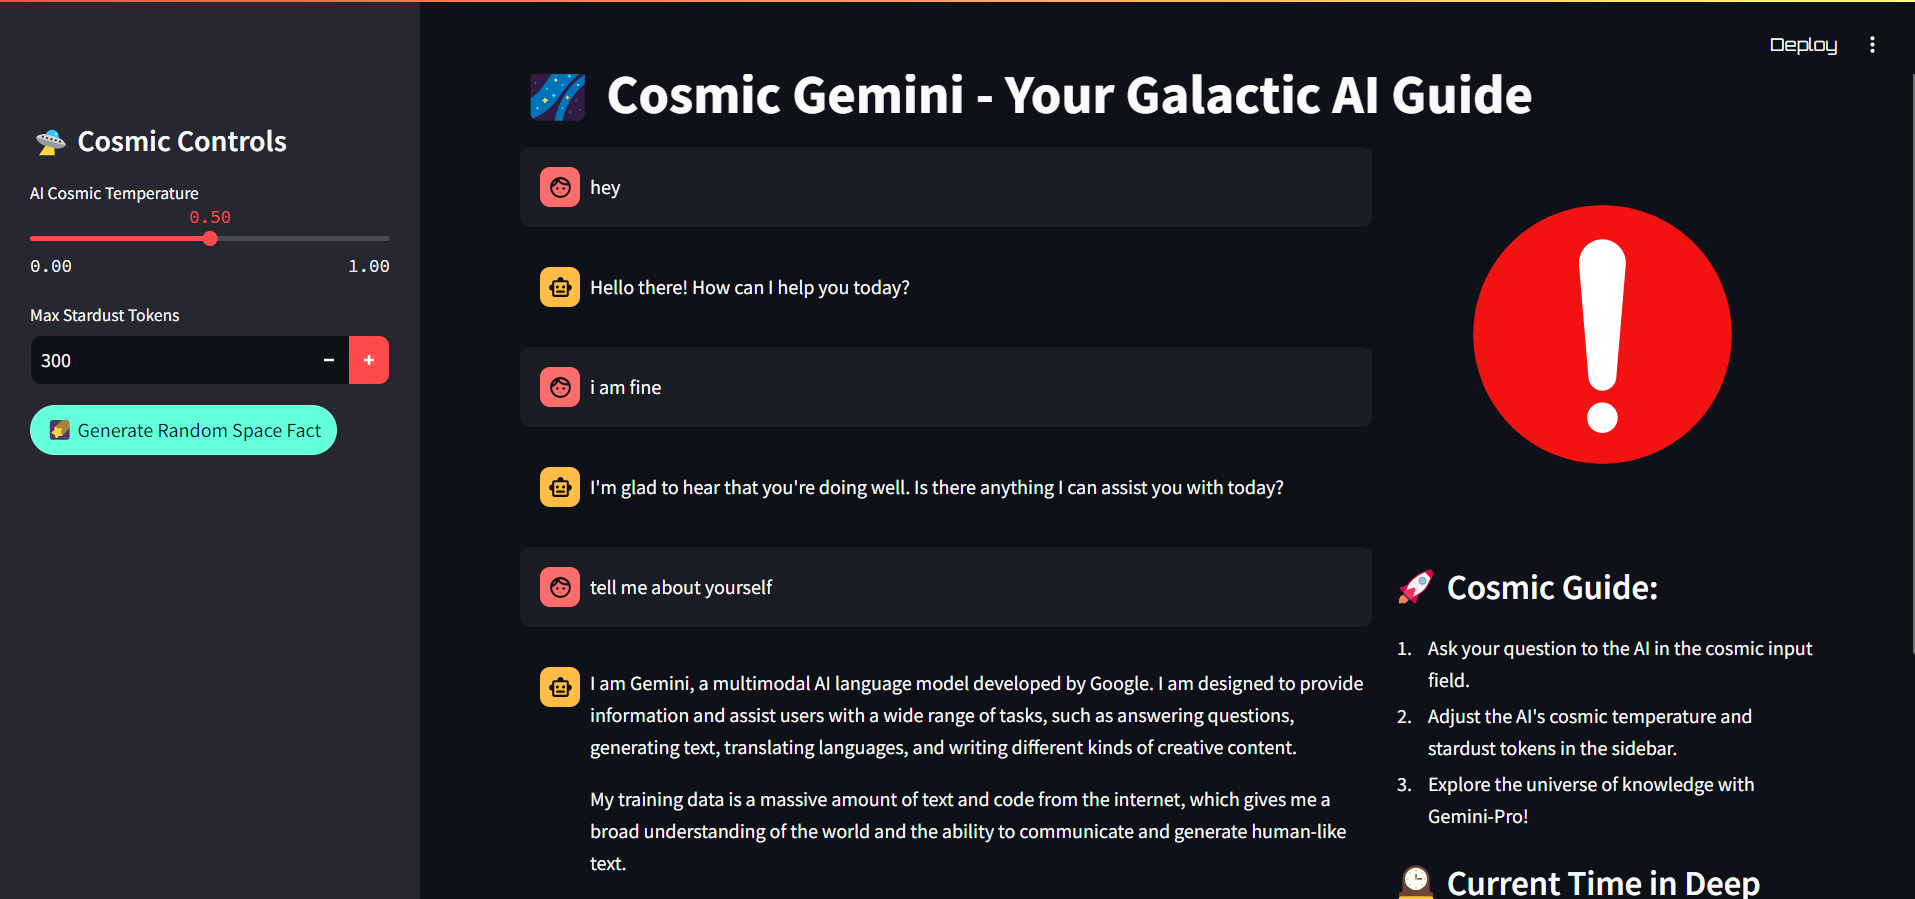 Deploy
Cosmic Controls
AI Cosmic Temperature
0.50
0.00 1.00
Max Stardust Tokens
300 − +
Generate Random Space Fact
Cosmic Gemini - Your Galactic AI Guide
hey
Hello there! How can I help you today?
i am fine
I'm glad to hear that you're doing well. Is there anything I can assist you with today?
tell me about yourself
I am Gemini, a multimodal AI language model developed by Google. I am designed to provide
information and assist users with a wide range of tasks, such as answering questions,
generating text, translating languages, and writing different kinds of creative content.
My training data is a massive amount of text and code from the internet, which gives me a
broad understanding of the world and the ability to communicate and generate human-like
text.
Cosmic Guide:
1. Ask your question to the AI in the cosmic input
field.
2. Adjust the AI's cosmic temperature and
stardust tokens in the sidebar.
3. Explore the universe of knowledge with
Gemini-Pro!
Current Time in Deep